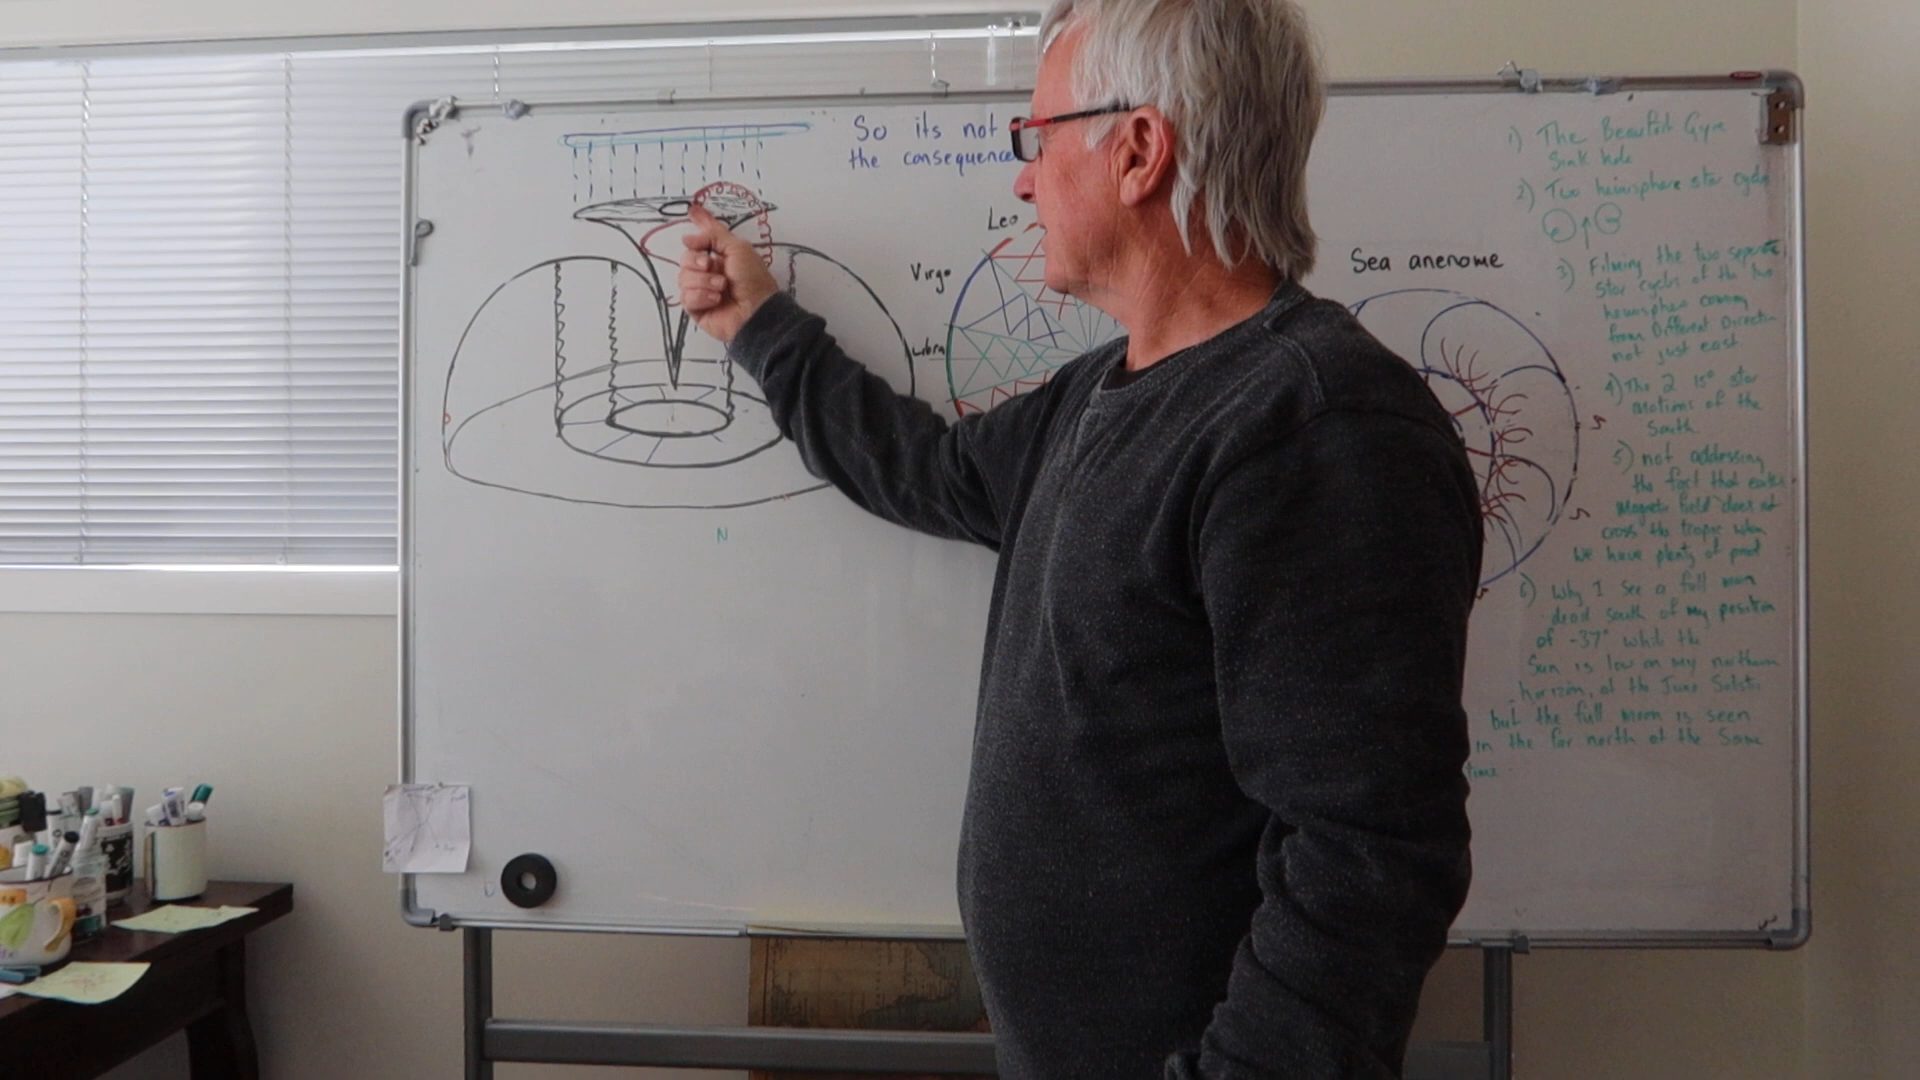 So its not
the consequence
Leo
Virgo
Libra
Sea anenome
N
1) The Beaufort Gyre
Sink hole
2) Two hemisphere star cycles
3) Filming the two seperate
star cycles of the two
hemispheres coming
from Different Direction
not just east
4) The 2 15° star
motions of the
South
5) not addressing
the fact that earths
Magnetic field does not
cross the tropic when
we have plenty of proof
6) Why I see a full moon
dead south of my position
of -37° while the
Sun is low on my northern
horizon, at the June Solsti
but the full moon is seen
in the far north at the same
time